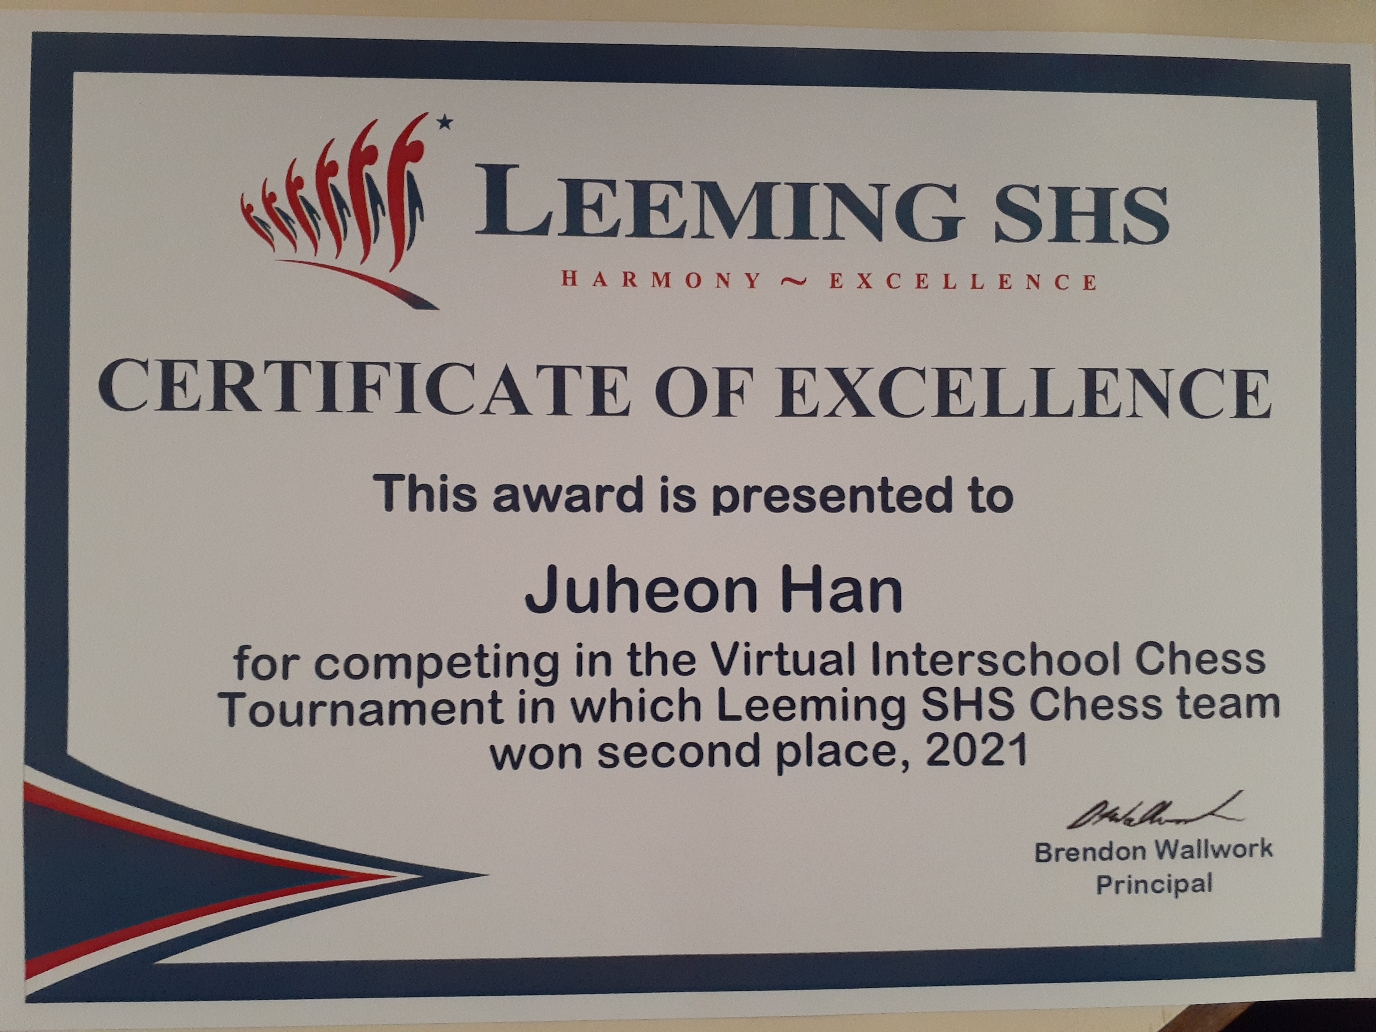 LEEMING SHS
HARMONY ~ EXCELLENCE
CERTIFICATE OF EXCELLENCE
This award is presented to
Juheon Han
for competing in the Virtual Interschool Chess
Tournament in which Leeming SHS Chess team
won second place, 2021
Brendon Wallwork
Principal